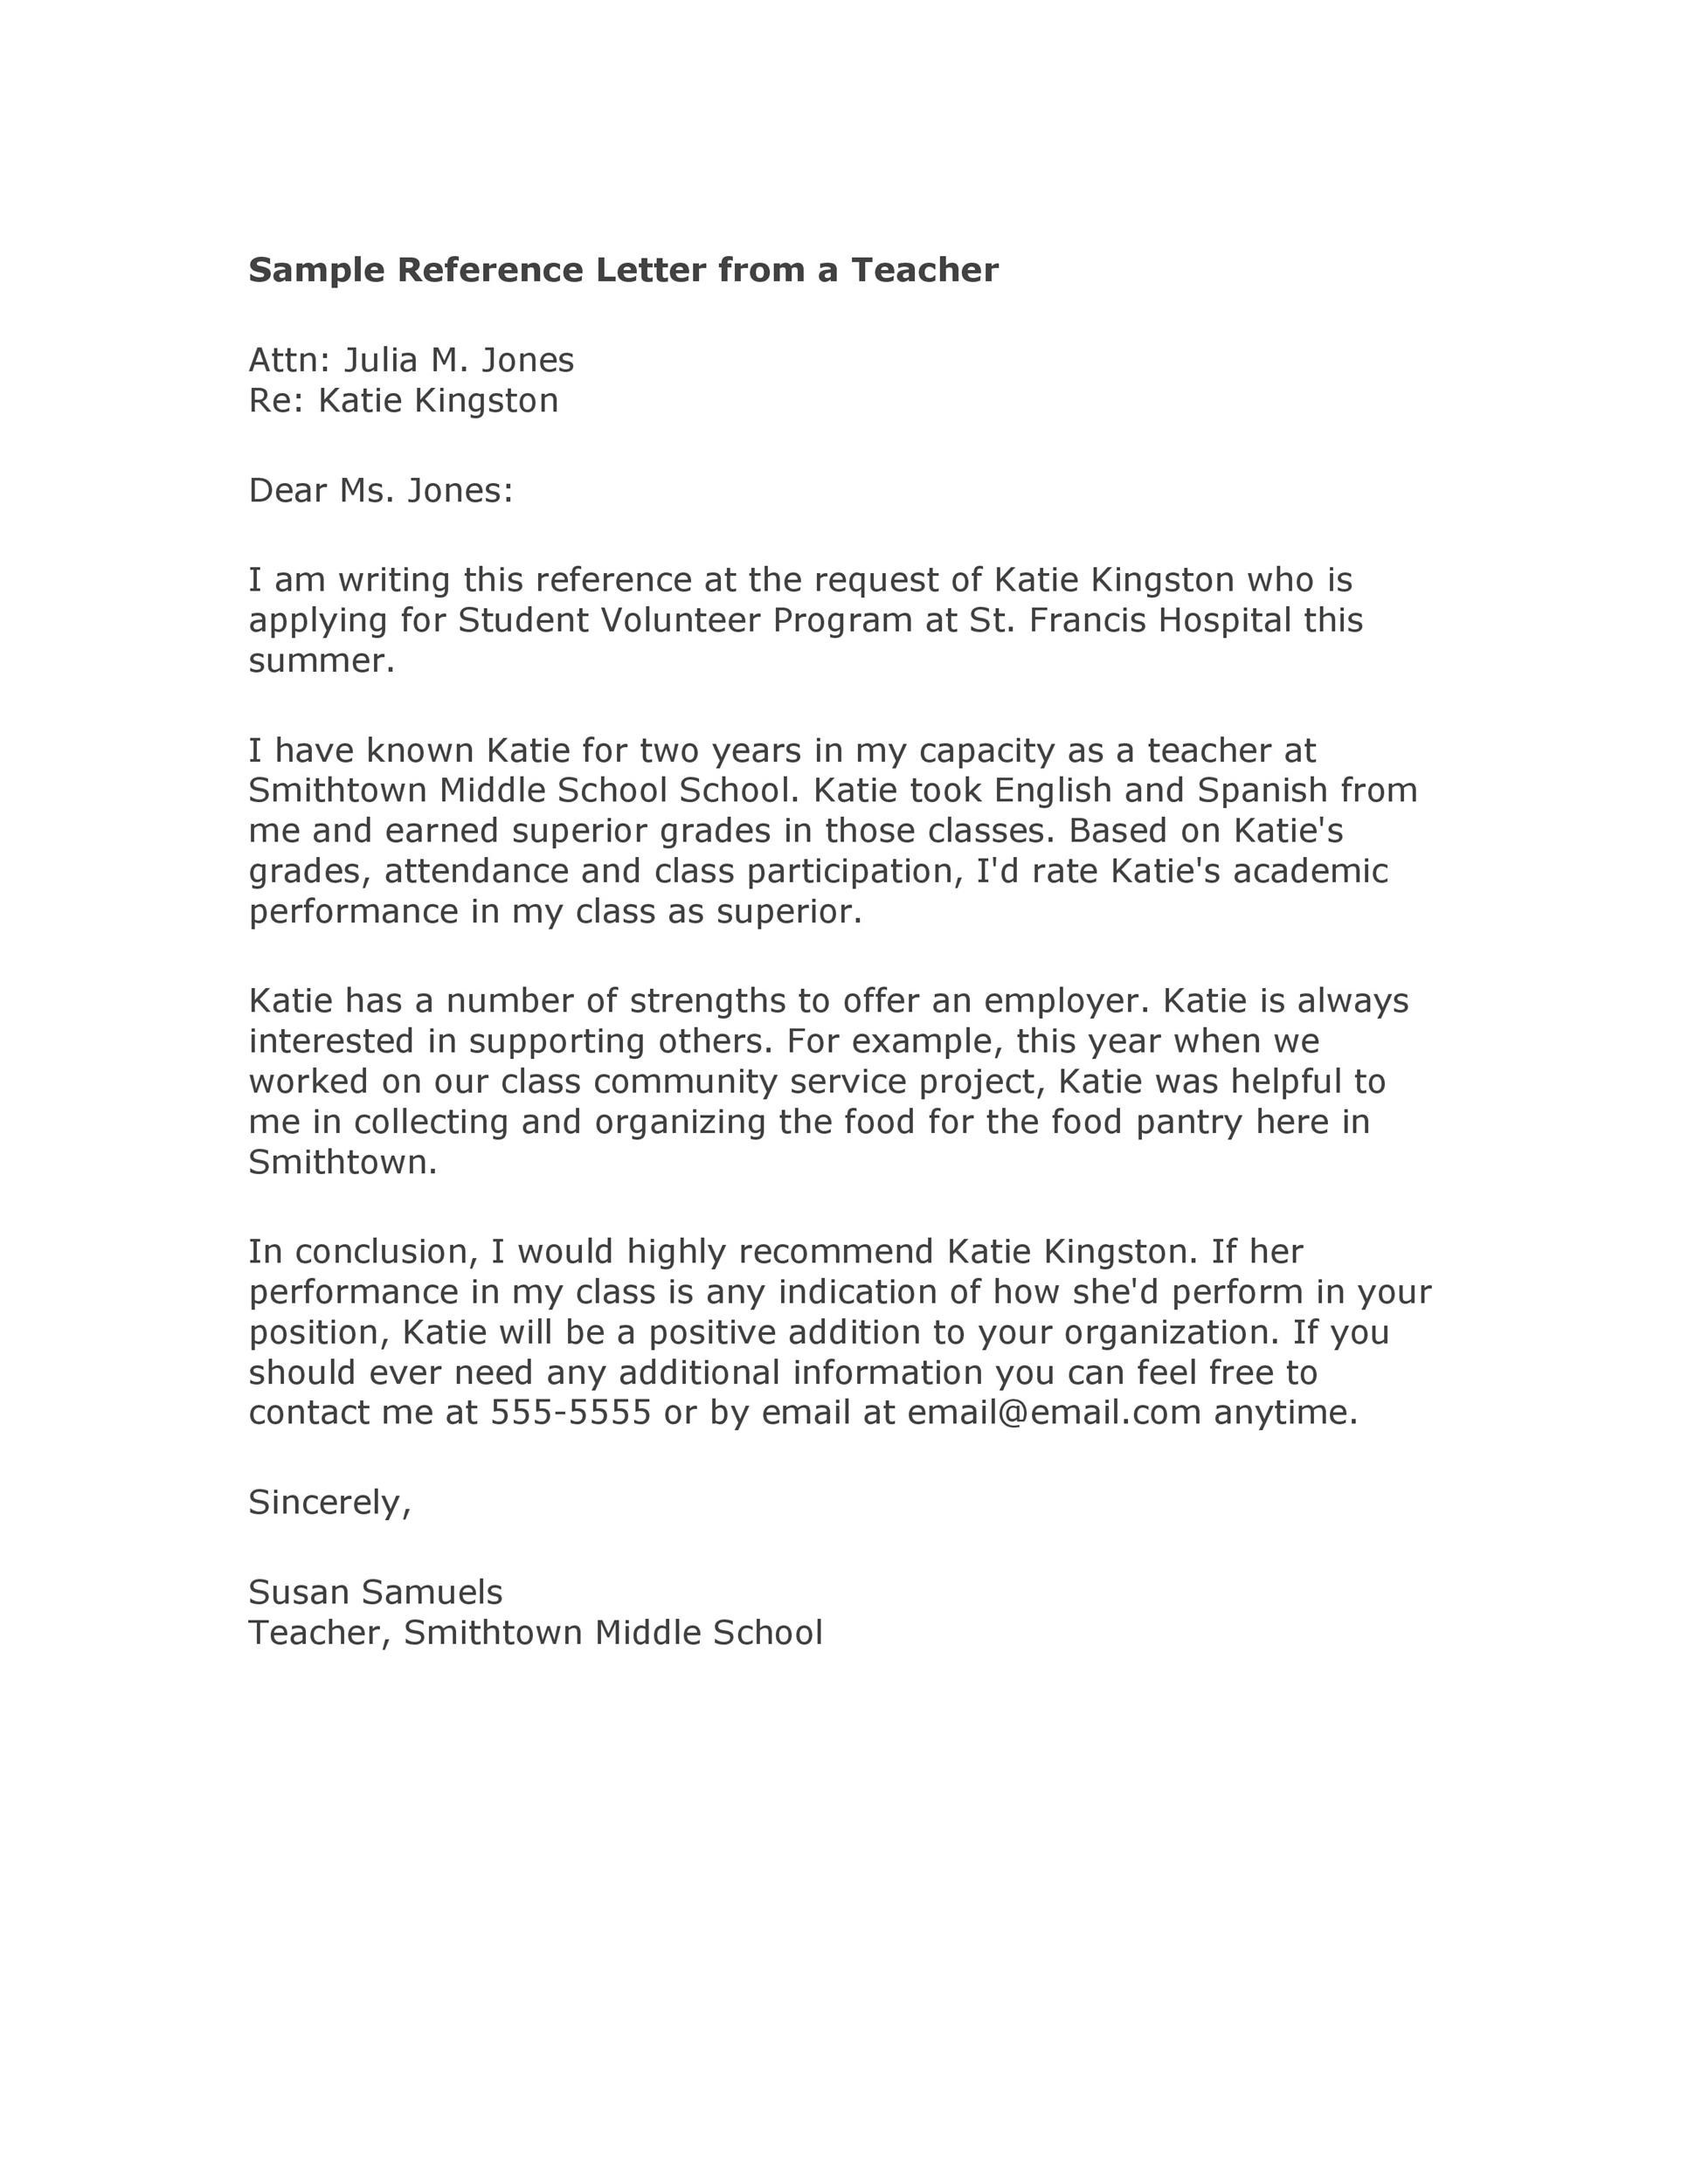 Sample Reference Letter from a Teacher
Attn: Julia M. Jones
Re: Katie Kingston
Dear Ms. Jones:
I am writing this reference at the request of Katie Kingston who is
applying for Student Volunteer Program at St. Francis Hospital this
summer.
I have known Katie for two years in my capacity as a teacher at
Smithtown Middle School School. Katie took English and Spanish from
me and earned superior grades in those classes. Based on Katie's
grades, attendance and class participation, I'd rate Katie's academic
performance in my class as superior.
Katie has a number of strengths to offer an employer. Katie is always
interested in supporting others. For example, this year when we
worked on our class community service project, Katie was helpful to
me in collecting and organizing the food for the food pantry here in
Smithtown.
In conclusion, I would highly recommend Katie Kingston. If her
performance in my class is any indication of how she'd perform in your
position, Katie will be a positive addition to your organization. If you
should ever need any additional information you can feel free to
contact me at 555-5555 or by email at email@email.com anytime.
Sincerely,
Susan Samuels
Teacher, Smithtown Middle School